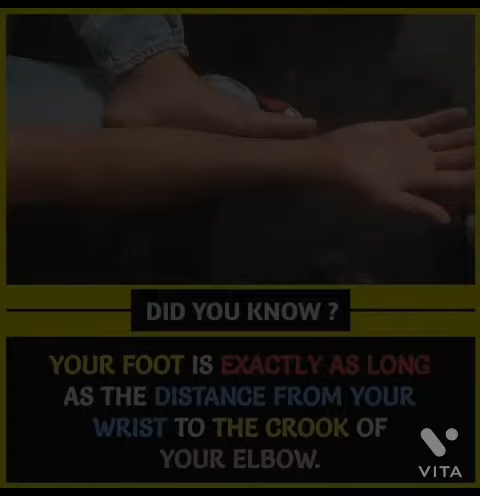 DID YOU KNOW ?
YOUR FOOT IS EXACTLY AS LONG
AS THE DISTANCE FROM YOUR
WRIST TO THE CROOK OF
YOUR ELBOW.
VITA